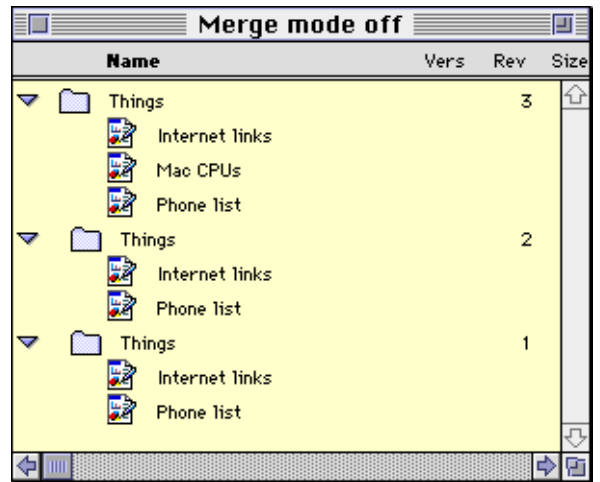 Merge mode off
Name Vers Rev Size
Things 3
Internet links
Mac CPUs
Phone list
Things 2
Internet links
Phone list
Things 1
Internet links
Phone list